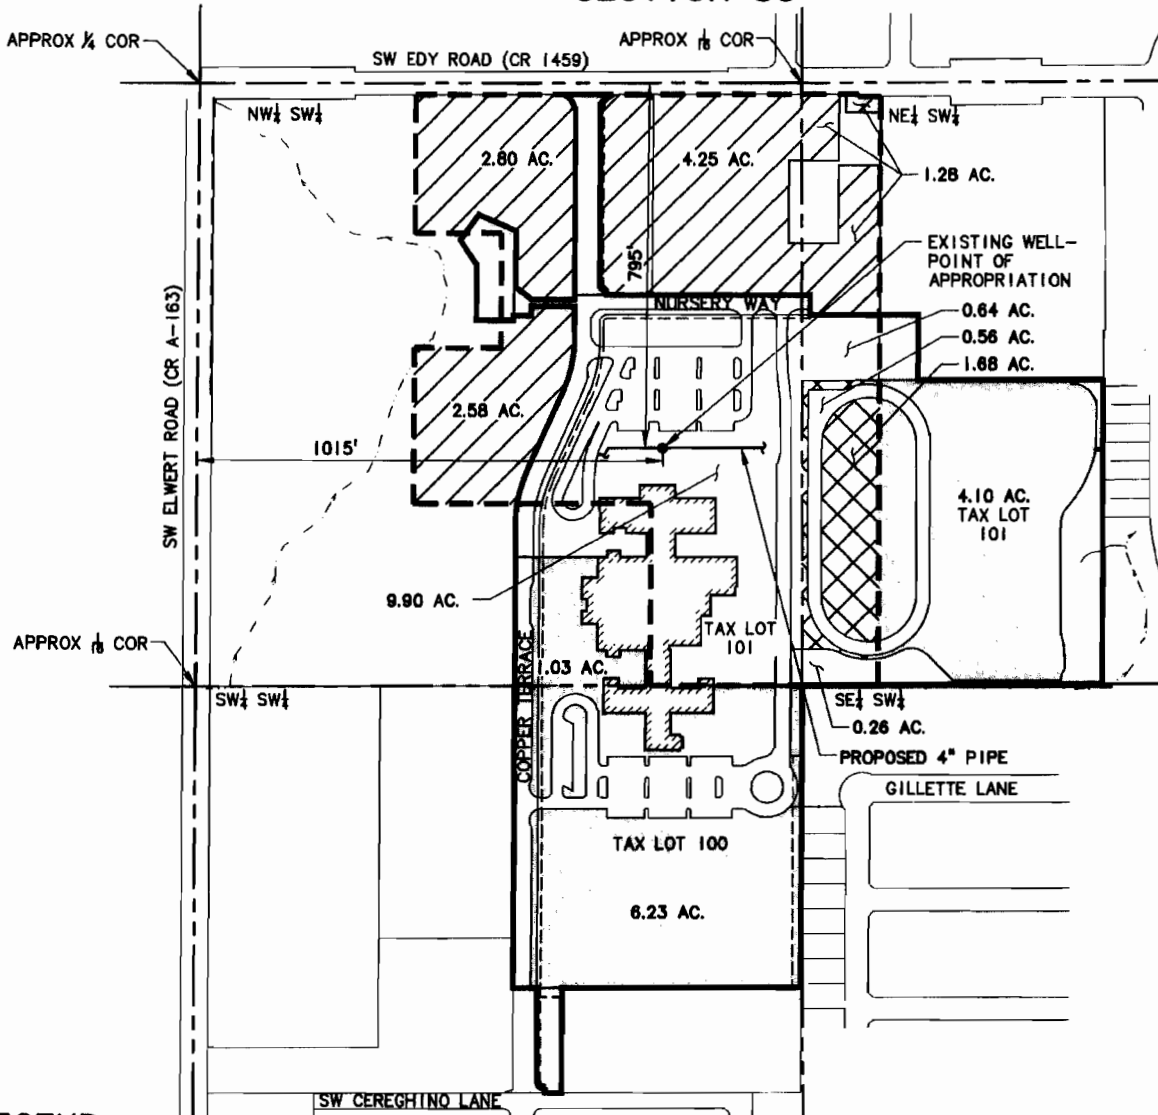 APPROX ¼ COR
APPROX 1/16 COR
SW EDY ROAD (CR 1459)
NW¼ SW¼
NE¼ SW¼
2.80 AC.
4.25 AC.
1.28 AC.
EXISTING WELL-
POINT OF
APPROPRIATION
795'
NURSERY WAY
0.64 AC.
0.56 AC.
1.68 AC.
SW ELWERT ROAD (CR A-163)
2.58 AC.
1015'
4.10 AC.
TAX LOT
101
9.90 AC.
TAX LOT
101
APPROX 1/16 COR
1.03 AC.
COPPER TERRACE
SW¼ SW¼
SE¼ SW¼
0.26 AC.
PROPOSED 4" PIPE
GILLETTE LANE
TAX LOT 100
6.23 AC.
SW CEREGHINO LANE